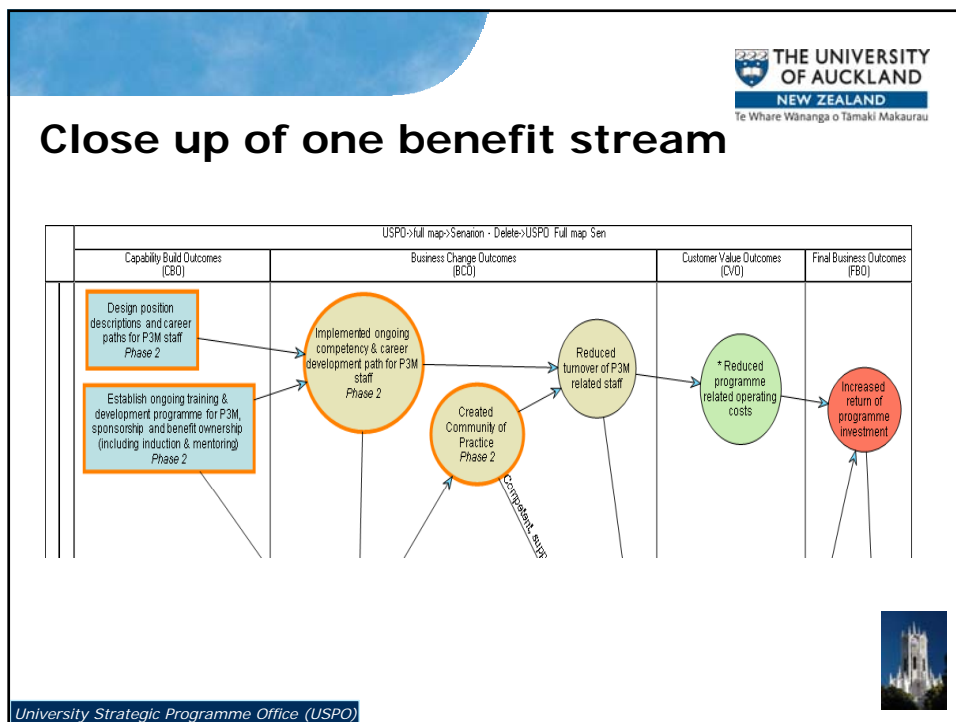 THE UNIVERSITY
OF AUCKLAND
NEW ZEALAND
Te Whare Wānanga o Tāmaki Makaurau
Close up of one benefit stream
USPO->full map->Senarion - Delete->USPO Full map Sen
Capability Build Outcomes
(CBO)
Business Change Outcomes
(BCO)
Customer Value Outcomes
(CVO)
Final Business Outcomes
(FBO)
Design position
descriptions and career
paths for P3M staff
Phase 2
Establish ongoing training &
development programme for P3M,
sponsorship and benefit ownership
(including induction & mentoring)
Phase 2
Implemented ongoing
competency & career
development path for P3M
staff
Phase 2
Created
Community of
Practice
Phase 2
Competent, supp
Reduced
turnover of P3M
related staff
* Reduced
programme
related operating
costs
Increased
return of
programme
investment
University Strategic Programme Office (USPO)